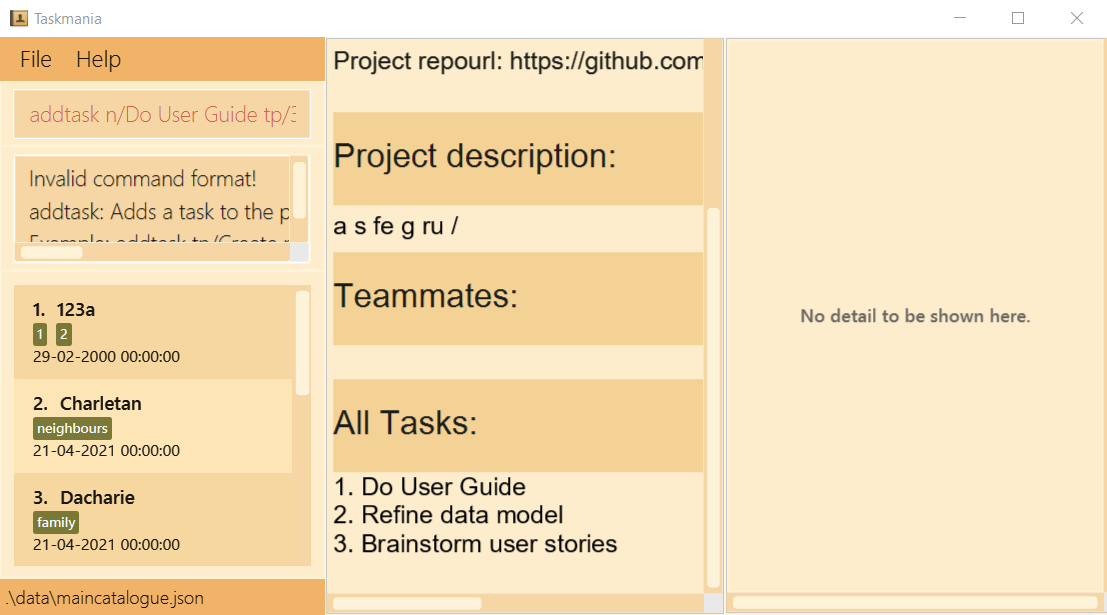 Taskmania
File Help
addtask n/Do User Guide tp/3
Invalid command format!
addtask: Adds a task to the p
Example: addtask tp/Create
1. 123a
1 2
29-02-2000 00:00:00
2. Charletan
neighbours
21-04-2021 00:00:00
3. Dacharie
family
21-04-2021 00:00:00
.\data\maincatalogue.json
Project repourl: https://github.com
Project description:
a s fe g ru /
Teammates:
All Tasks:
1. Do User Guide
2. Refine data model
3. Brainstorm user stories
No detail to be shown here.